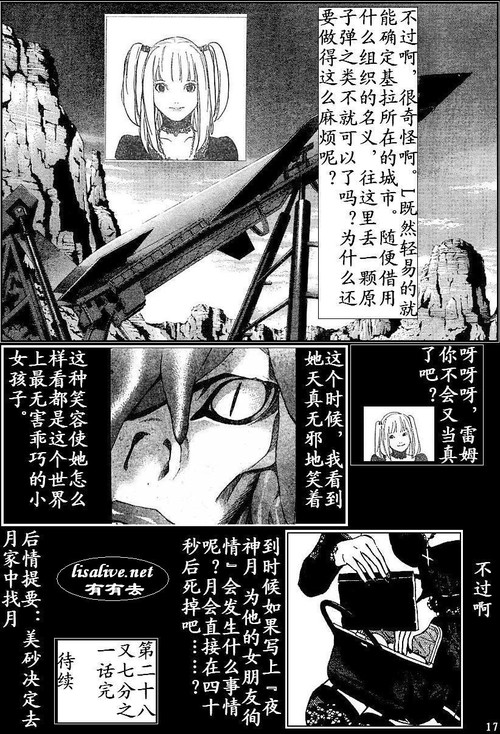 不过啊，很奇怪啊。L既然轻易的就
能确定基拉所在的城市。随便借用
什么组织的名义，往这里丢一颗原
子弹之类不就可以了吗？为什么还
要做得这么麻烦呢？
呀呀呀，雷姆
你不会又当真
了吧？
这个时候，我看到
她天真无邪地笑着
这种笑容使她怎么
样看都是这个世界
上最无害乖巧的小
女孩子。
不过啊
到时候如果写上『夜
神月 为他的女朋友徇
情』会发生什么事情
呢？月会直接在四十
秒后死掉吧……？
lisalive.net
有有去
第二十八
又七分之
一话完
待续
后情提要：美砂决定去
月家中找月
17